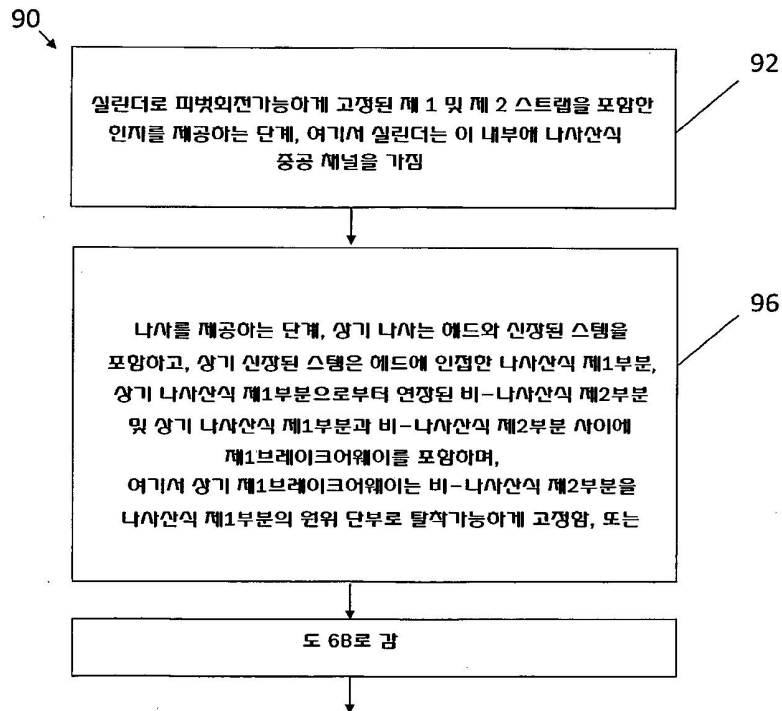 90
92
실린더로 피벗회전가능하게 고정된 제 1 및 제 2 스트랩을 포함한
인자를 제공하는 단계, 여기서 실린더는 이 내부에 나사산식
중공 채널을 가짐
96
나사를 제공하는 단계, 상기 나사는 헤드와 신장된 스템을
포함하고, 상기 신장된 스템은 헤드에 인접한 나사산식 제1부분,
상기 나사산식 제1부분으로부터 연장된 비-나사산식 제2부분
및 상기 나사산식 제1부분과 비-나사산식 제2부분 사이에
제1브레이크어웨이를 포함하며,
여기서 상기 제1브레이크어웨이는 비-나사산식 제2부분을
나사산식 제1부분의 원위 단부로 탈착가능하게 고정함, 또는
도 6B로 감